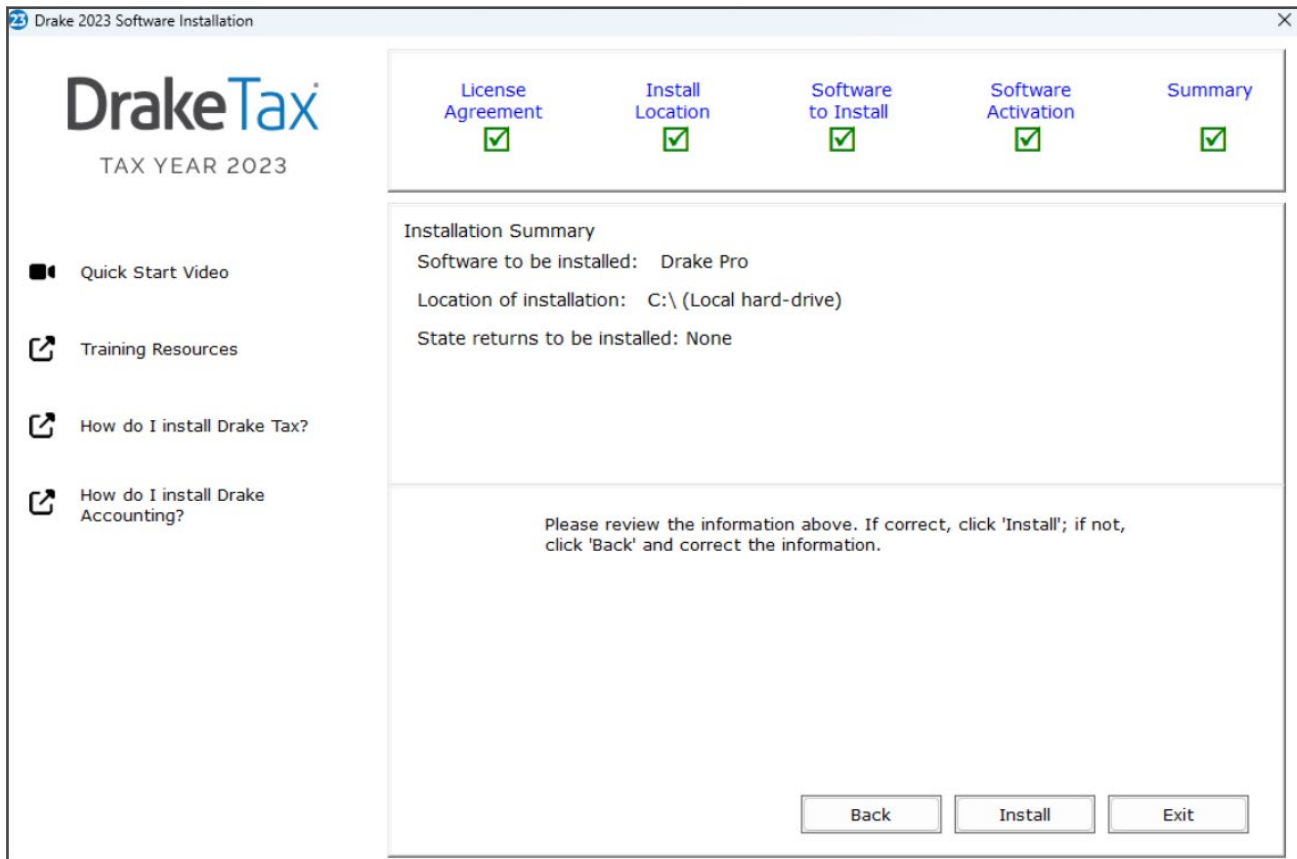 23 Drake 2023 Software Installation
DrakeTax
TAX YEAR 2023
Quick Start Video
Training Resources
How do I install Drake Tax?
How do I install Drake
Accounting?
License
Agreement
Install
Location
Software
to Install
Software
Activation
Summary
Installation Summary
Software to be installed: Drake Pro
Location of installation: C:\ (Local hard-drive)
State returns to be installed: None
Please review the information above. If correct, click 'Install'; if not,
click 'Back' and correct the information.
Back
Install
Exit